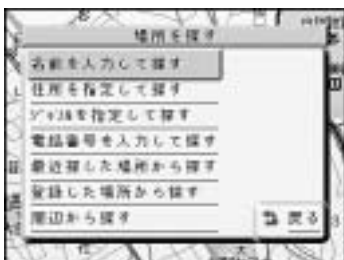 場所を探す
名前を入力して探す
住所を指定して探す
ジャンルを指定して探す
電話番号を入力して探す
最近探した場所から探す
登録した場所から探す
周辺から探す
戻る